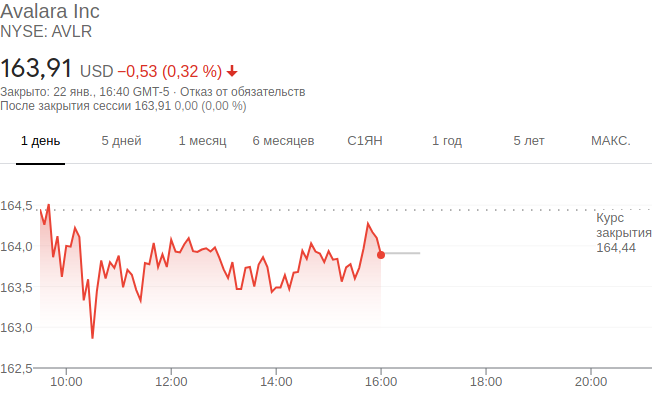 Avalara Inc
NYSE: AVLR
163,91 USD −0,53 (0,32 %)
Закрыто: 22 янв., 16:40 GMT-5 · Отказ от обязательств
После закрытия сессии 163,91 0,00 (0,00 %)
1 день 5 дней 1 месяц 6 месяцев С1ЯН 1 год 5 лет МАКС.
164,5
Курс
закрытия
164,44
164,0
163,5
163,0
162,5
10:00 12:00 14:00 16:00 18:00 20:00